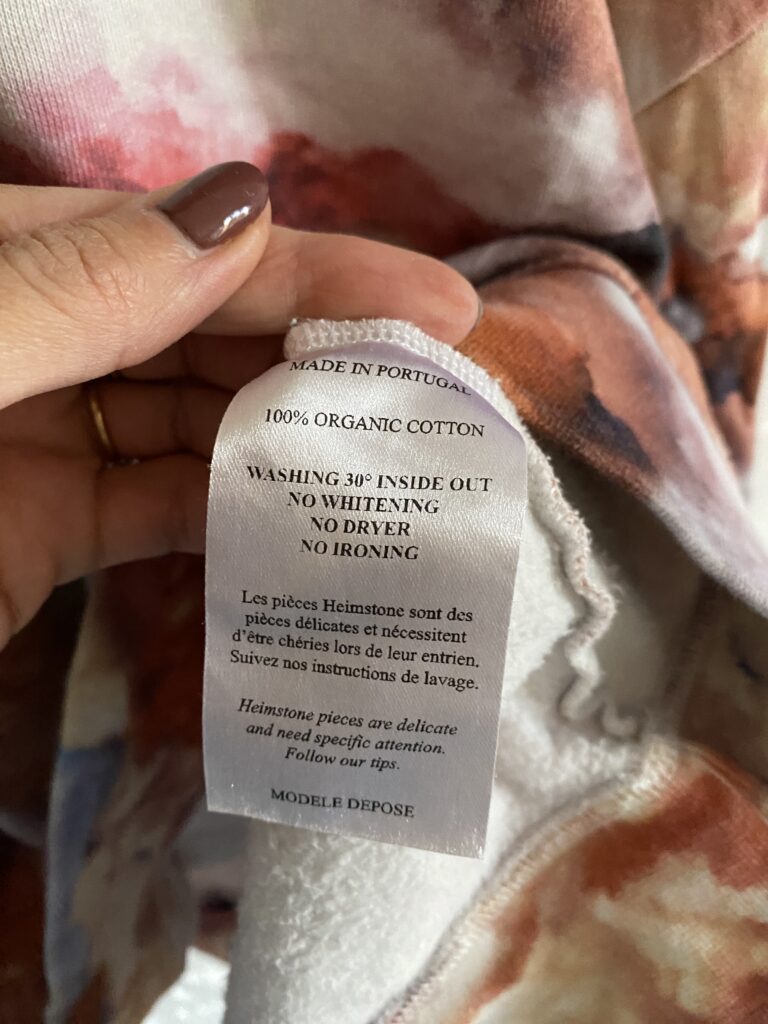 MADE IN PORTUGAL
100% ORGANIC COTTON
WASHING 30° INSIDE OUT
NO WHITENING
NO DRYER
NO IRONING
Les pièces Heimstone sont des
pièces délicates et nécessitent
d'être chéries lors de leur entretien.
Suivez nos instructions de lavage.
Heimstone pieces are delicate
and need specific attention.
Follow our tips.
MODELE DEPOSE